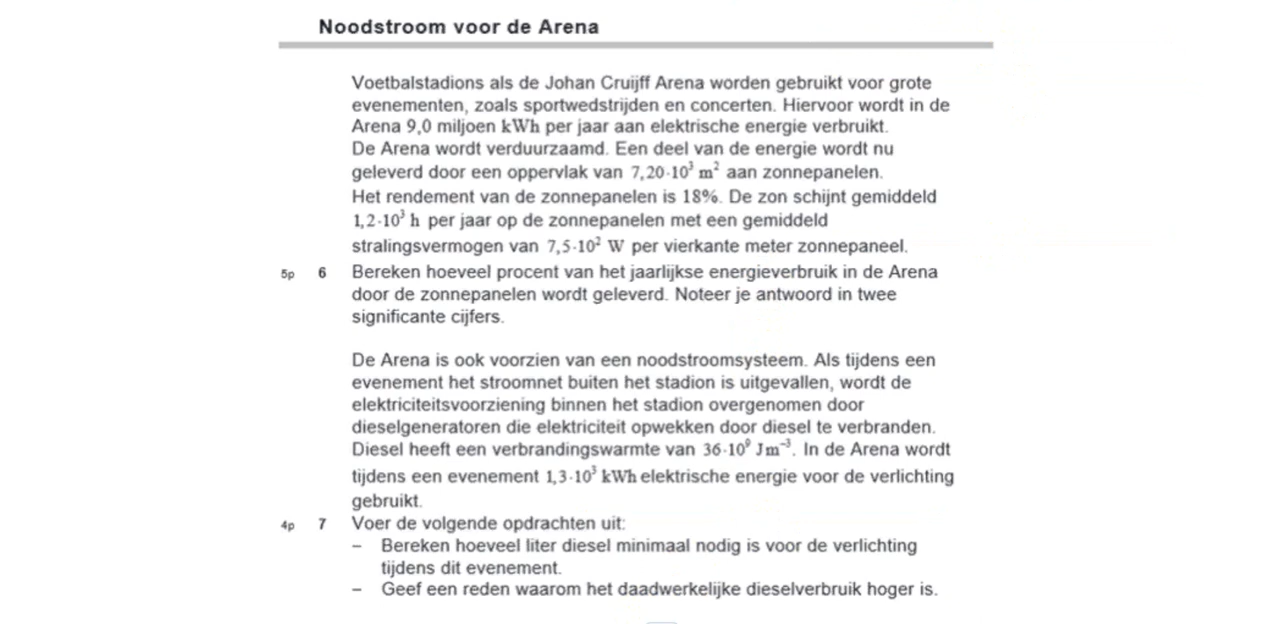 Noodstroom voor de Arena
Voetbalstadions als de Johan Cruijff Arena worden gebruikt voor grote
evenementen, zoals sportwedstrijden en concerten. Hiervoor wordt in de
Arena 9,0 miljoen kWh per jaar aan elektrische energie verbruikt.
De Arena wordt verduurzaamd. Een deel van de energie wordt nu
geleverd door een oppervlak van 7,20·10³ m² aan zonnepanelen.
Het rendement van de zonnepanelen is 18%. De zon schijnt gemiddeld
1,2·10³ h per jaar op de zonnepanelen met een gemiddeld
stralingsvermogen van 7,5·10² W per vierkante meter zonnepaneel.
5p 6 Bereken hoeveel procent van het jaarlijkse energieverbruik in de Arena
door de zonnepanelen wordt geleverd. Noteer je antwoord in twee
significante cijfers.
De Arena is ook voorzien van een noodstroomsysteem. Als tijdens een
evenement het stroomnet buiten het stadion is uitgevallen, wordt de
elektriciteitsvoorziening binnen het stadion overgenomen door
dieselgeneratoren die elektriciteit opwekken door diesel te verbranden.
Diesel heeft een verbrandingswarmte van 36·10⁹ Jm⁻³. In de Arena wordt
tijdens een evenement 1,3·10³ kWh elektrische energie voor de verlichting
gebruikt.
4p 7 Voer de volgende opdrachten uit:
– Bereken hoeveel liter diesel minimaal nodig is voor de verlichting
tijdens dit evenement.
– Geef een reden waarom het daadwerkelijke dieselverbruik hoger is.